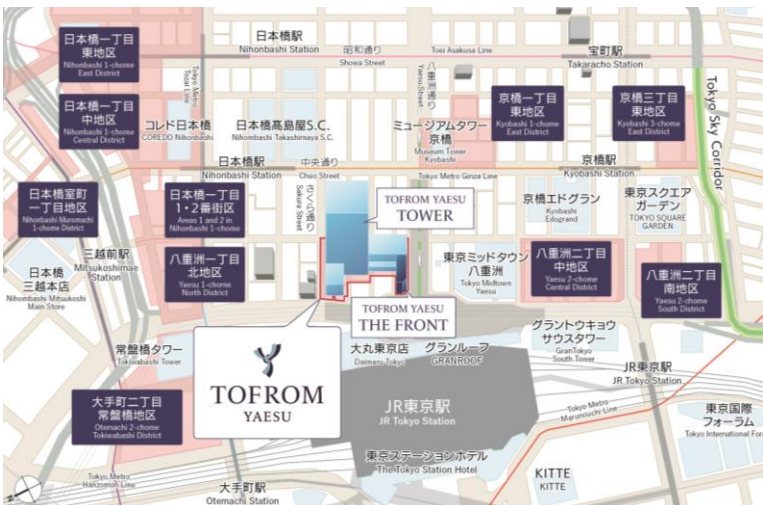 日本橋一丁目
東地区
Nihonbashi 1-chome
East District
日本橋駅
Nihonbashi Station
昭和通り
Showa Street
Toei Asakusa Line
宝町駅
Takaracho Station
Tokyo Metro
Tozai Line
八重洲通り
Yaesu Street
Tokyo Sky Corridor
日本橋一丁目
中地区
Nihonbashi 1-chome
Central District
コレド日本橋
COREDO Nihonbashi
日本橋髙島屋S.C.
Nihonbashi Takashimaya S.C.
ミュージアムタワー
京橋
Museum Tower
Kyobashi
京橋一丁目
東地区
Kyobashi 1-chome
East District
京橋三丁目
東地区
Kyobashi 3-chome
East District
日本橋駅
Nihonbashi Station
中央通り
Chuo Street
Tokyo Metro Ginza Line
京橋駅
Kyobashi Station
日本橋室町
一丁目地区
Nihonbashi Muromachi
1-chome District
日本橋一丁目
1・2番街区
Areas 1 and 2 in
Nihonbashi 1-chome
さくら通り
Sakura Street
TOFROM YAESU
TOWER
京橋エドグラン
Kyobashi
Edogrand
東京スクエア
ガーデン
TOKYO SQUARE
GARDEN
三越前駅
Mitsukoshimae
Station
日本橋
三越本店
Nihonbashi Mitsukoshi
Main Store
八重洲一丁目
北地区
Yaesu 1-chome
North District
東京ミッドタウン
八重洲
Tokyo Midtown
Yaesu
八重洲二丁目
中地区
Yaesu 2-chome
Central District
八重洲二丁目
南地区
Yaesu 2-chome
South District
TOFROM YAESU
THE FRONT
常盤橋タワー
Tokiwabashi Tower
TOFROM
YAESU
大丸東京店
Daimaru Tokyo
グランルーフ
GRANROOF
グラントウキョウ
サウスタワー
GranTokyo
South Tower
JR東京駅
JR Tokyo Station
大手町二丁目
常盤橋地区
Otemachi 2-chome
Tokiwabashi District
JR東京駅
JR Tokyo Station
Tokyo Metro
Marunouchi Line
東京国際
フォーラム
Tokyo International For
東京ステーションホテル
The Tokyo Station Hotel
KITTE
KITTE
Tokyo Metro
Hanzomon Line
大手町駅
Otemachi Station